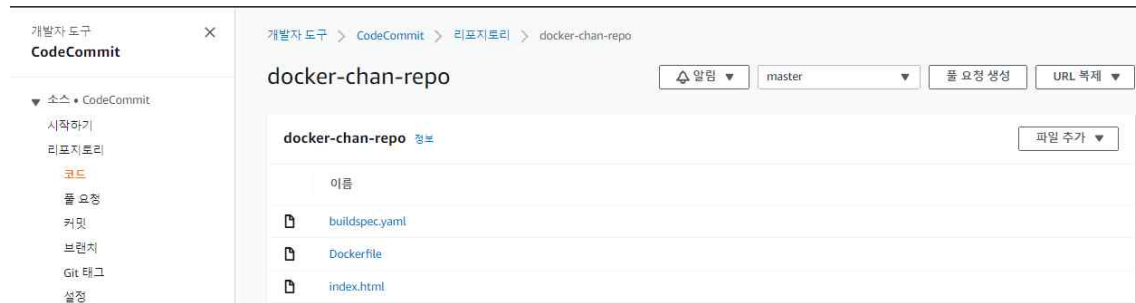 개발자 도구
CodeCommit
소스 • CodeCommit
시작하기
리포지토리
코드
풀 요청
커밋
브랜치
Git 태그
설정
개발자 도구 > CodeCommit > 리포지토리 > docker-chan-repo
docker-chan-repo
알림 master 풀 요청 생성 URL 복제
docker-chan-repo 정보
파일 추가
이름
buildspec.yaml
Dockerfile
index.html